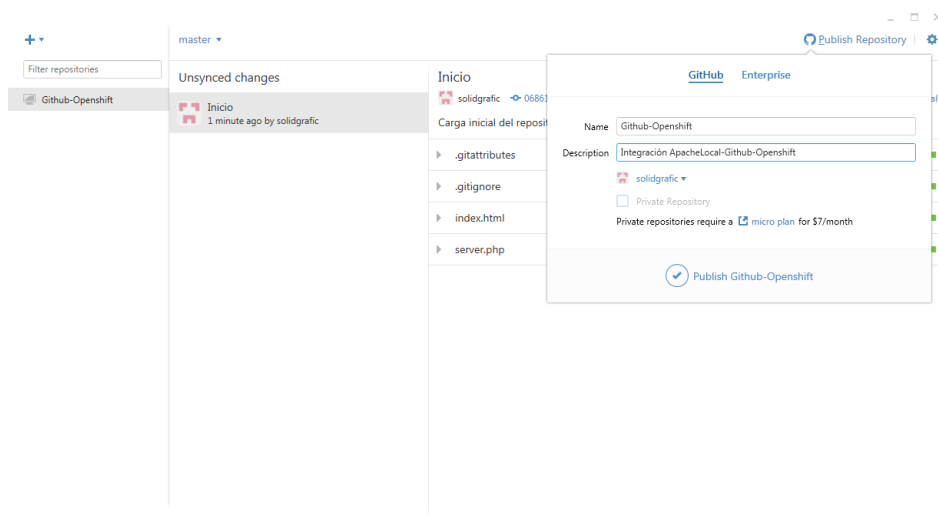 master
Publish Repository
Filter repositories
Github-Openshift
Unsynced changes
Inicio
1 minute ago by solidgrafic
Inicio
solidgrafic 06861
Carga inicial del reposit
.gitattributes
.gitignore
index.html
server.php
GitHub Enterprise
Name Github-Openshift
Description Integración ApacheLocal-Github-Openshift
solidgrafic
Private Repository
Private repositories require a micro plan for $7/month
Publish Github-Openshift